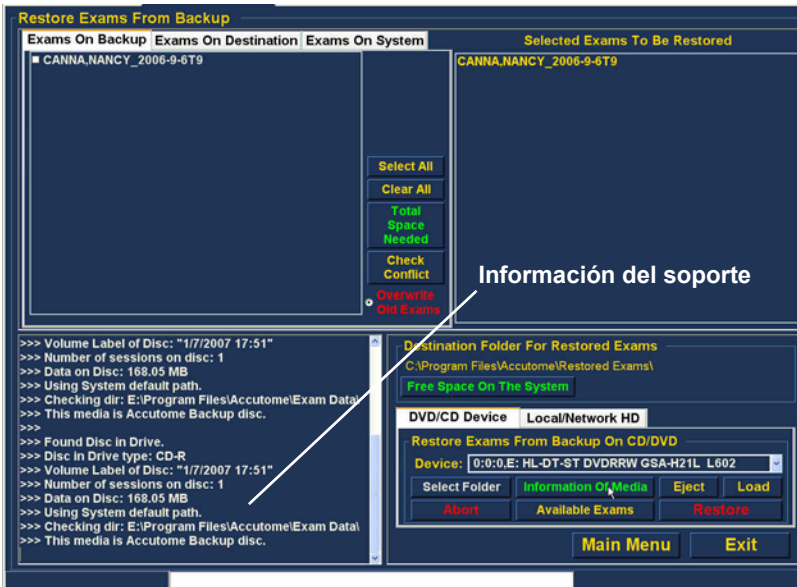 Restore Exams From Backup
Exams On Backup Exams On Destination Exams On System
Selected Exams To Be Restored
CANNA,NANCY_2006-9-6T9
CANNA,NANCY_2006-9-6T9
Select All
Clear All
Total
Space
Needed
Check
Conflict
Overwrite
Old Exams
Información del soporte
>>> Volume Label of Disc: "1/7/2007 17:51"
>>> Number of sessions on disc: 1
>>> Data on Disc: 168.05 MB
>>> Using System default path.
>>> Checking dir: E:\Program Files\Accutome\Exam Data\
>>> This media is Accutome Backup disc.
>>>
>>> Found Disc in Drive.
>>> Disc in Drive type: CD-R
>>> Volume Label of Disc: "1/7/2007 17:51"
>>> Number of sessions on disc: 1
>>> Data on Disc: 168.05 MB
>>> Using System default path.
>>> Checking dir: E:\Program Files\Accutome\Exam Data\
>>> This media is Accutome Backup disc.
Destination Folder For Restored Exams
C:\Program Files\Accutome\Restored Exams\
Free Space On The System
DVD/CD Device Local/Network HD
Restore Exams From Backup On CD/DVD
Device: 0:0:0,E: HL-DT-ST DVDRRW GSA-H21L L602
Select Folder Information Of Media Eject Load
Abort Available Exams Restore
Main Menu Exit